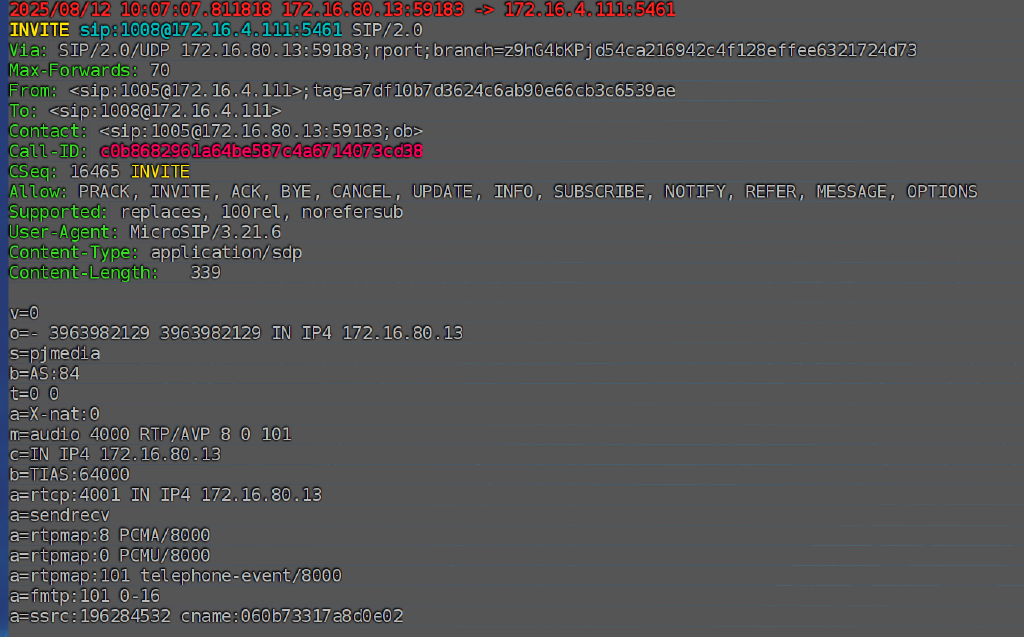 2025/08/12 10:07:07.811818 172.16.80.13:59183 -> 172.16.4.111:5461
INVITE sip:1008@172.16.4.111:5461 SIP/2.0
Via: SIP/2.0/UDP 172.16.80.13:59183;rport;branch=z9hG4bKPjd54ca216942c4f128effee6321724d73
Max-Forwards: 70
From: <sip:1005@172.16.4.111>;tag=a7df10b7d3624c6ab90e66cb3c6539ae
To: <sip:1008@172.16.4.111>
Contact: <sip:1005@172.16.80.13:59183;ob>
Call-ID: c0b8682961a64be587c4a6714073cd38
CSeq: 16465 INVITE
Allow: PRACK, INVITE, ACK, BYE, CANCEL, UPDATE, INFO, SUBSCRIBE, NOTIFY, REFER, MESSAGE, OPTIONS
Supported: replaces, 100rel, norefersub
User-Agent: MicroSIP/3.21.6
Content-Type: application/sdp
Content-Length:   339

v=0
o=- 3963982129 3963982129 IN IP4 172.16.80.13
s=pjmedia
b=AS:84
t=0 0
a=X-nat:0
m=audio 4000 RTP/AVP 8 0 101
c=IN IP4 172.16.80.13
b=TIAS:64000
a=rtcp:4001 IN IP4 172.16.80.13
a=sendrecv
a=rtpmap:8 PCMA/8000
a=rtpmap:0 PCMU/8000
a=rtpmap:101 telephone-event/8000
a=fmtp:101 0-16
a=ssrc:196284532 cname:060b73317a8d0e02